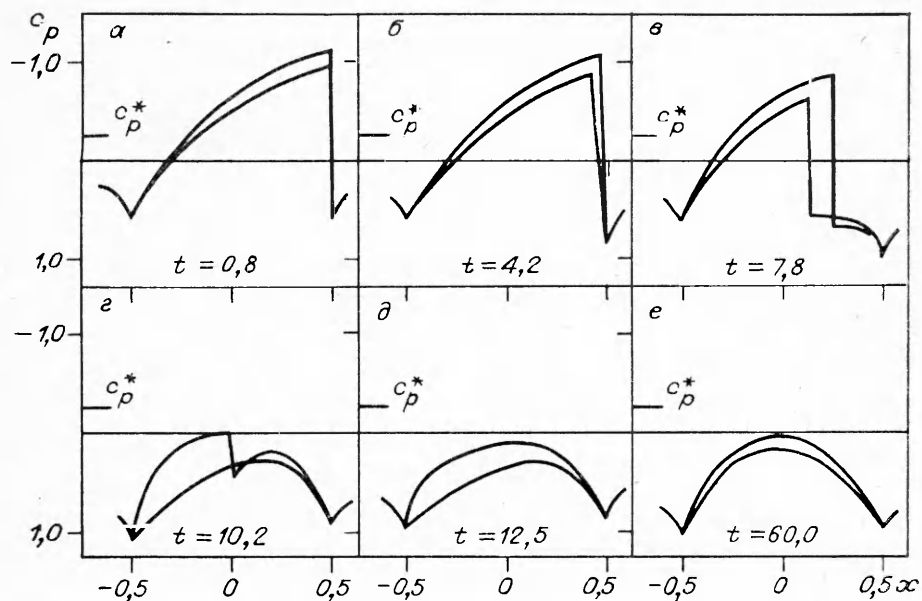 c_p а б в
−1,0
c_p^* c_p^* c_p^*
1,0 t = 0,8 t = 4,2 t = 7,8
г д е
−1,0
c_p^* c_p^* c_p^*
1,0 t = 10,2 t = 12,5 t = 60,0
−0,5 0 0,5 −0,5 0 0,5 −0,5 0 0,5 x